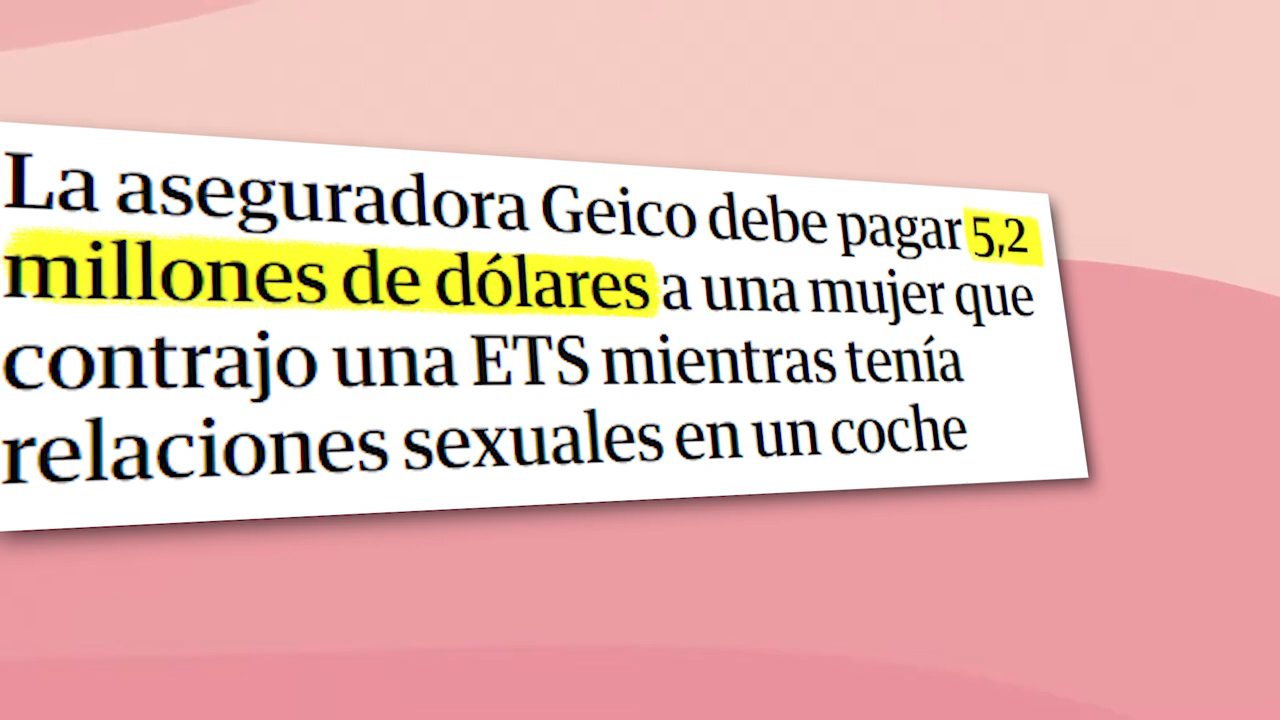 La aseguradora Geico debe pagar 5,2
millones de dólares a una mujer que
contrajo una ETS mientras tenía
relaciones sexuales en un coche